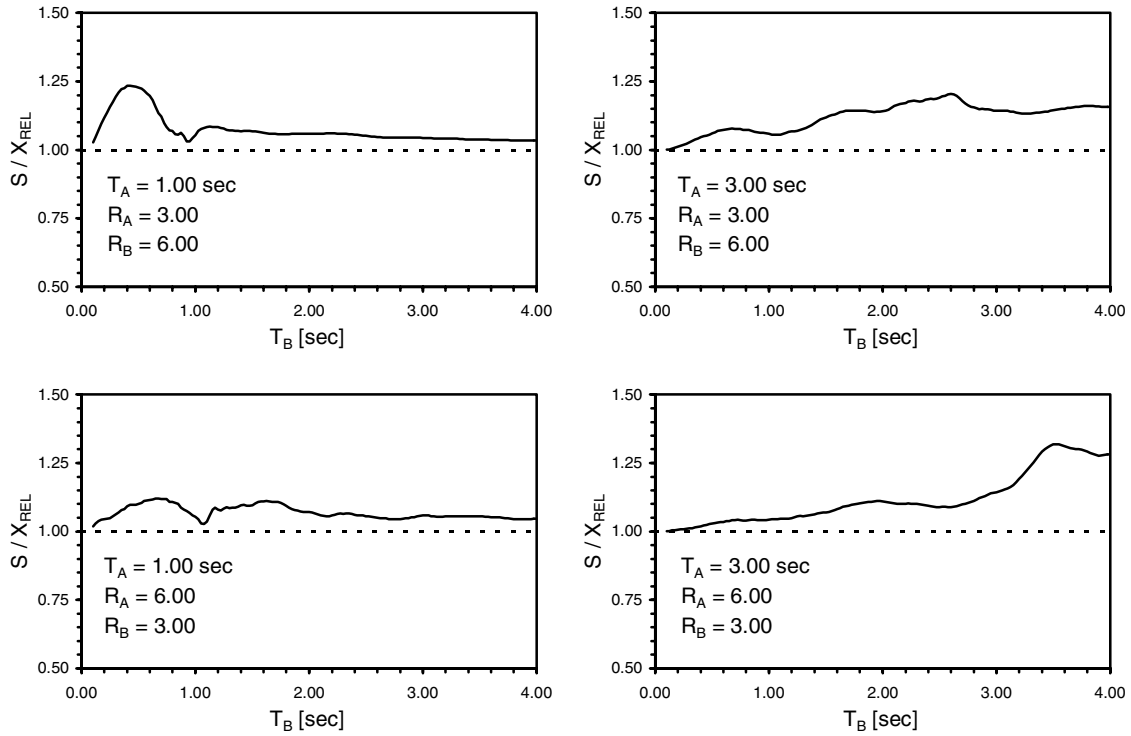 1.50
1.25
1.00
0.75
0.50
S / X_REL
T_A = 1.00 sec
R_A = 3.00
R_B = 6.00
0.00 1.00 2.00 3.00 4.00
T_B [sec]
1.50
1.25
1.00
0.75
0.50
S / X_REL
T_A = 3.00 sec
R_A = 3.00
R_B = 6.00
0.00 1.00 2.00 3.00 4.00
T_B [sec]
1.50
1.25
1.00
0.75
0.50
S / X_REL
T_A = 1.00 sec
R_A = 6.00
R_B = 3.00
0.00 1.00 2.00 3.00 4.00
T_B [sec]
1.50
1.25
1.00
0.75
0.50
S / X_REL
T_A = 3.00 sec
R_A = 6.00
R_B = 3.00
0.00 1.00 2.00 3.00 4.00
T_B [sec]